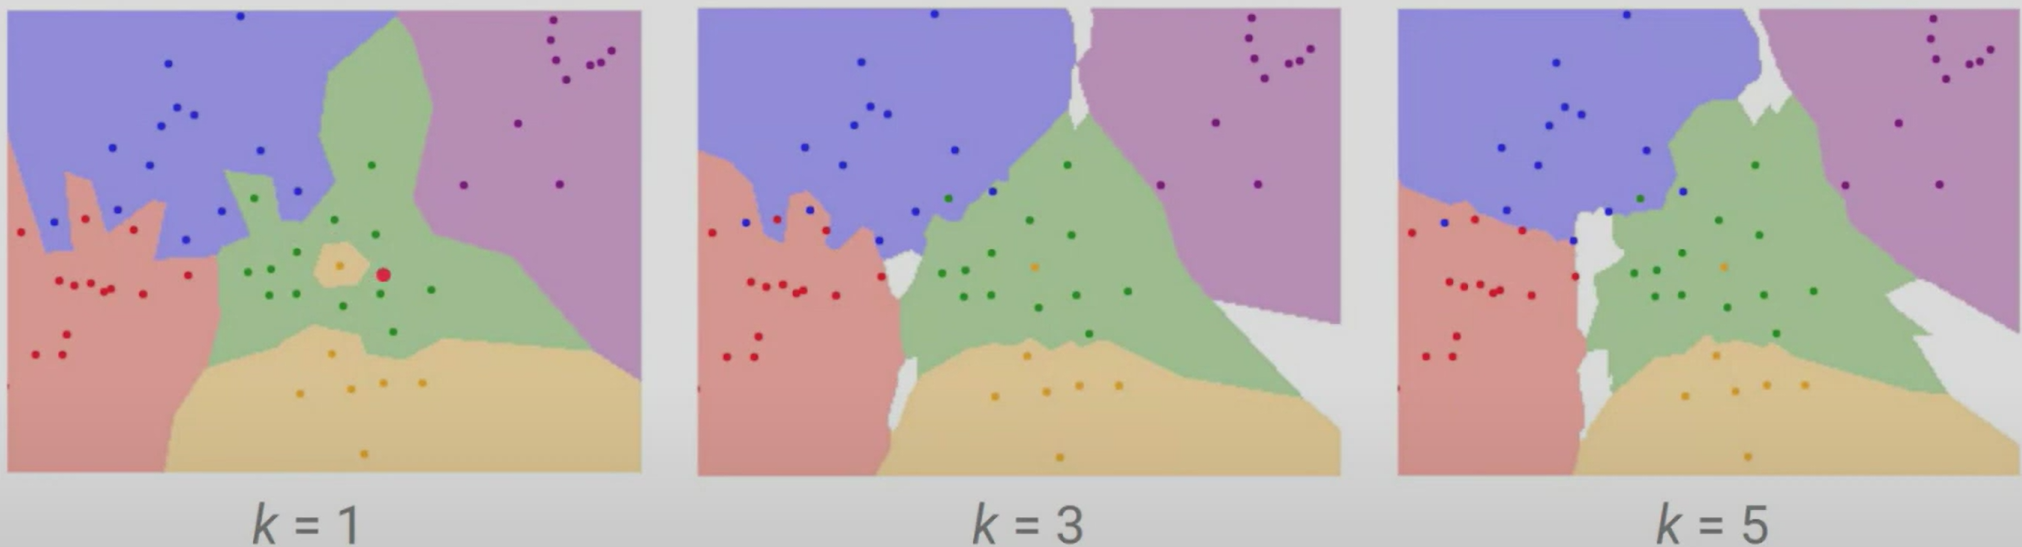 k = 1
k = 3
k = 5